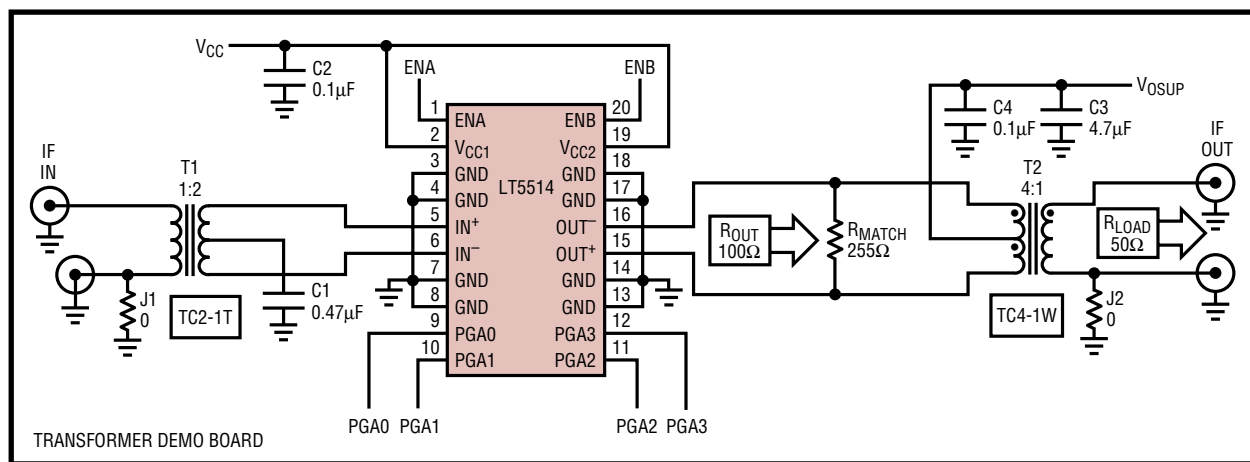 VCC
C2
0.1µF
ENA
ENB
VOSUP
C4
0.1µF
C3
4.7µF
IF
IN
T1
1:2
J1
0
TC2-1T
C1
0.47µF
1
ENA
2
VCC1
3
GND
4
GND
5
IN+
6
IN−
7
GND
8
GND
9
PGA0
10
PGA1
LT5514
20
ENB
19
VCC2
18
GND
17
GND
16
OUT−
15
OUT+
14
GND
13
GND
12
PGA3
11
PGA2
ROUT
100Ω
RMATCH
255Ω
T2
4:1
IF
OUT
RLOAD
50Ω
TC4-1W
J2
0
PGA0 PGA1
PGA2 PGA3
TRANSFORMER DEMO BOARD